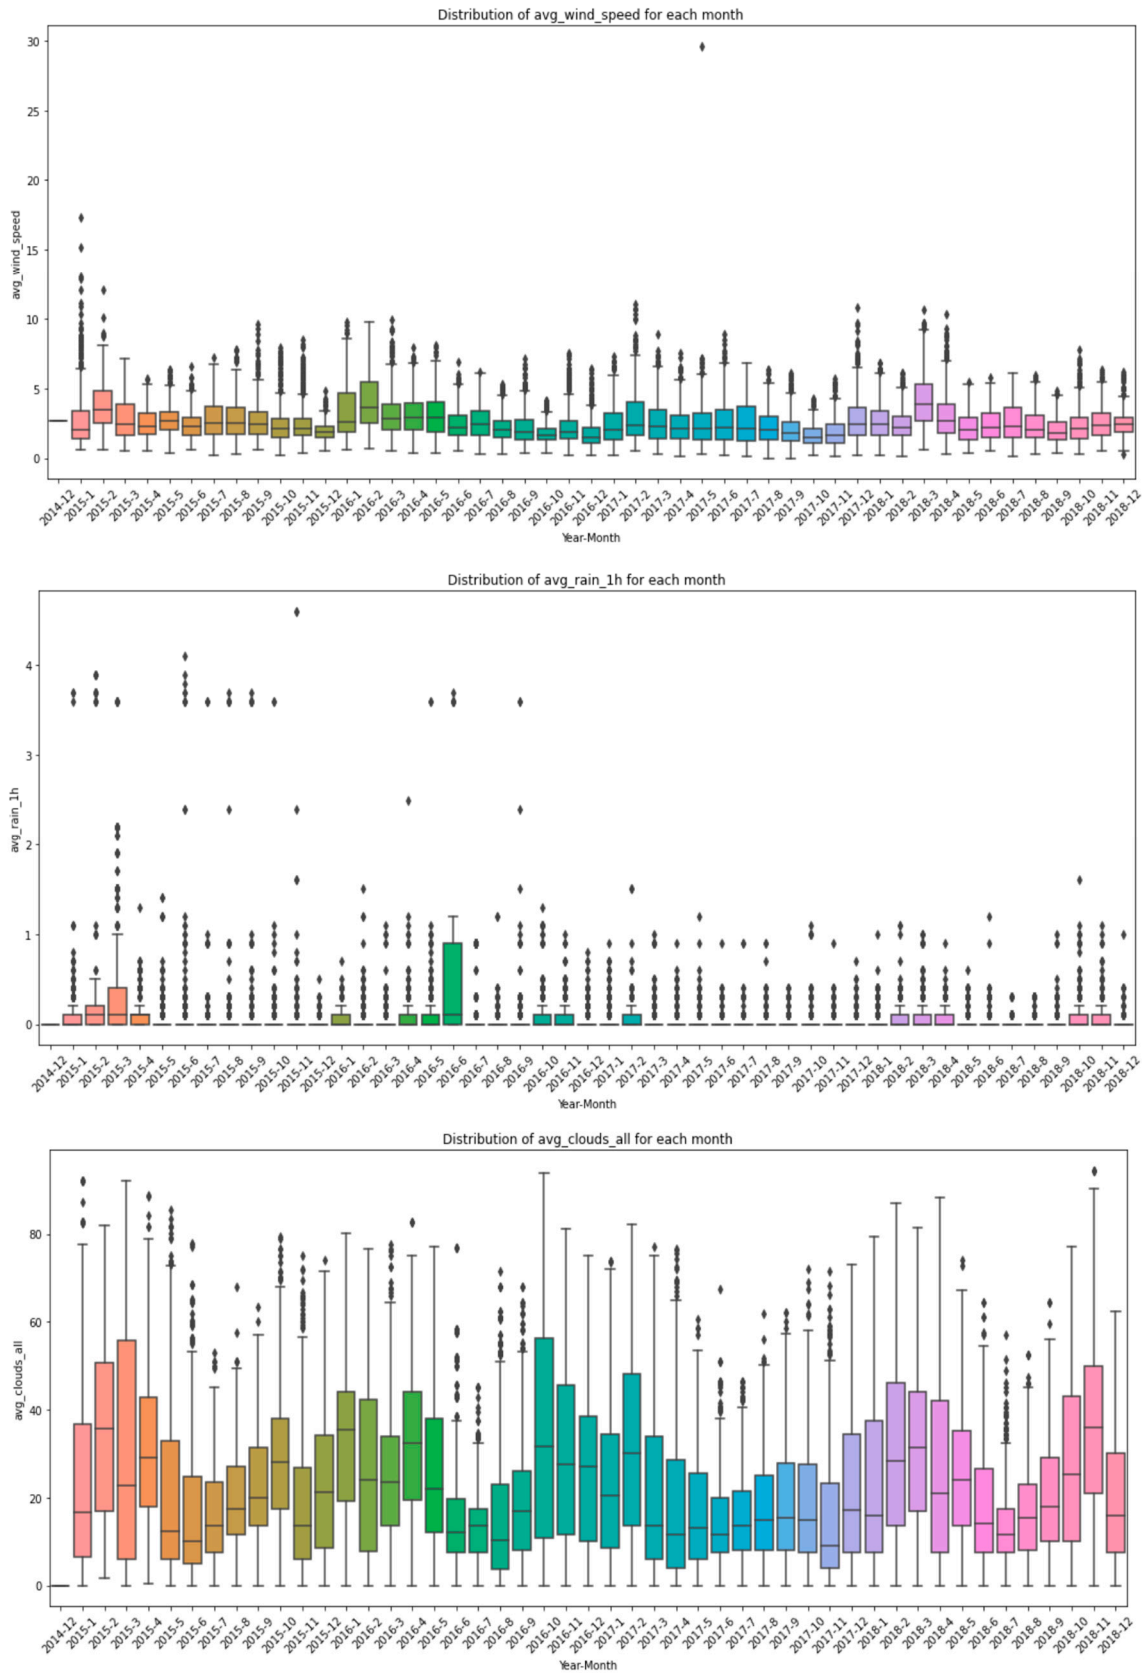 Distribution of avg_wind_speed for each month
30
25
20
15
10
5
0
avg_wind_speed
2014-12 2015-1 2015-2 2015-3 2015-4 2015-5 2015-6 2015-7 2015-8 2015-9 2015-10 2015-11 2015-12 2016-1 2016-2 2016-3 2016-4 2016-5 2016-6 2016-7 2016-8 2016-9 2016-10 2016-11 2016-12 2017-1 2017-2 2017-3 2017-4 2017-5 2017-6 2017-7 2017-8 2017-9 2017-10 2017-11 2017-12 2018-1 2018-2 2018-3 2018-4 2018-5 2018-6 2018-7 2018-8 2018-9 2018-10 2018-11 2018-12
Year-Month
Distribution of avg_rain_1h for each month
4
3
2
1
0
avg_rain_1h
2014-12 2015-1 2015-2 2015-3 2015-4 2015-5 2015-6 2015-7 2015-8 2015-9 2015-10 2015-11 2015-12 2016-1 2016-2 2016-3 2016-4 2016-5 2016-6 2016-7 2016-8 2016-9 2016-10 2016-11 2016-12 2017-1 2017-2 2017-3 2017-4 2017-5 2017-6 2017-7 2017-8 2017-9 2017-10 2017-11 2017-12 2018-1 2018-2 2018-3 2018-4 2018-5 2018-6 2018-7 2018-8 2018-9 2018-10 2018-11 2018-12
Year-Month
Distribution of avg_clouds_all for each month
80
60
40
20
0
avg_clouds_all
2014-12 2015-1 2015-2 2015-3 2015-4 2015-5 2015-6 2015-7 2015-8 2015-9 2015-10 2015-11 2015-12 2016-1 2016-2 2016-3 2016-4 2016-5 2016-6 2016-7 2016-8 2016-9 2016-10 2016-11 2016-12 2017-1 2017-2 2017-3 2017-4 2017-5 2017-6 2017-7 2017-8 2017-9 2017-10 2017-11 2017-12 2018-1 2018-2 2018-3 2018-4 2018-5 2018-6 2018-7 2018-8 2018-9 2018-10 2018-11 2018-12
Year-Month